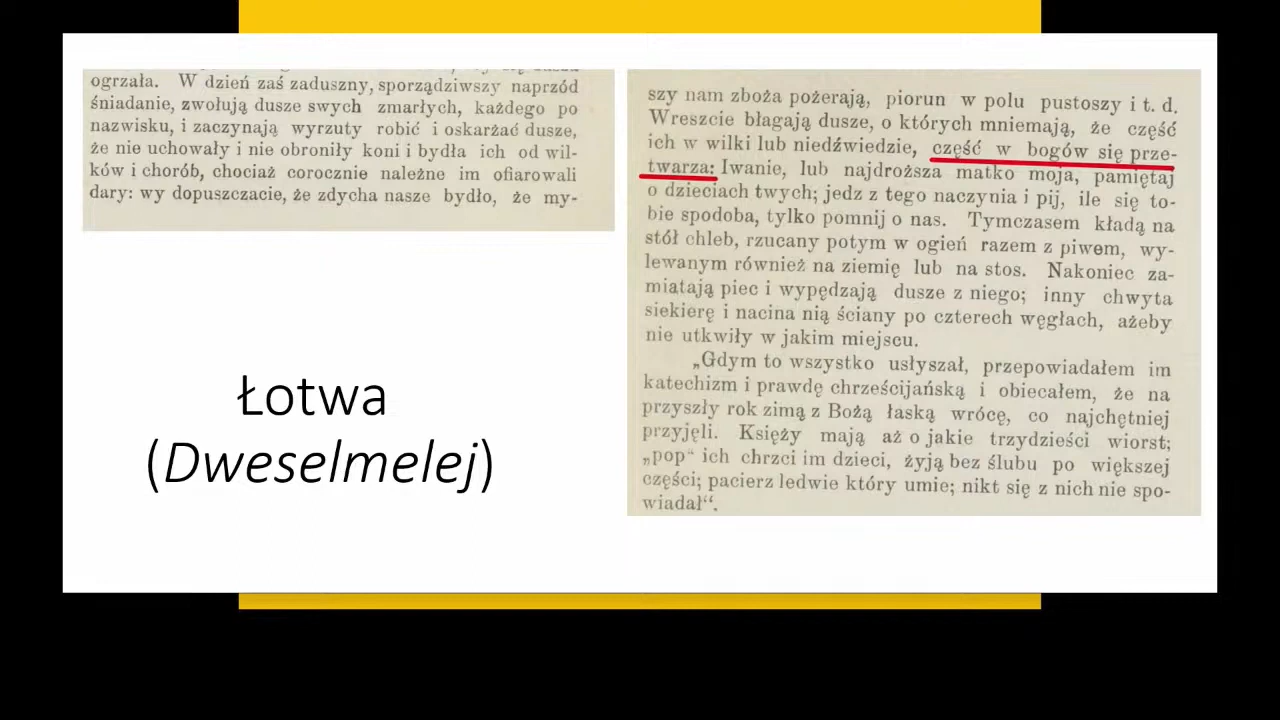 ogrzała. W dzień zaś zaduszny, sporządziwszy naprzód
śniadanie, zwołują dusze swych zmarłych, każdego po
nazwisku, i zaczynają wyrzuty robić i oskarżać dusze,
że nie uchowały i nie obroniły koni i bydła ich od wil-
ków i chorób, chociaż corocznie należne im ofiarowali
dary: wy dopuszczacie, że zdycha nasze bydło, że my-
szy nam zboża pożerają, piorun w polu pustoszy i t. d.
Wreszcie błagają dusze, o których mniemają, że część
ich w wilki lub niedźwiedzie, część w bogów się prze-
twarza: Iwanie, lub najdroższa matko moja, pamiętaj
o dzieciach twych; jedz z tego naczynia i pij, ile się to-
bie spodoba, tylko pomnij o nas. Tymczasem kładą na
stół chleb, rzucany potym w ogień razem z piwem, wy-
lewanym również na ziemię lub na stos. Nakoniec za-
miatają piec i wypędzają dusze z niego; inny chwyta
siekierę i nacina nią ściany po czterech węgłach, ażeby
nie utkwiły w jakim miejscu.
„Gdym to wszystko usłyszał, przepowiadałem im
katechizm i prawdę chrześcijańską i obiecałem, że na
przyszły rok zimą z Bożą łaską wrócę, co najchętniej
przyjęli. Księży mają aż o jakie trzydzieści wiorst;
„pop“ ich chrzci im dzieci, żyją bez ślubu po większej
części; pacierz ledwie który umie; nikt się z nich nie spo-
wiadał“.
Łotwa
(Dweselmelej)